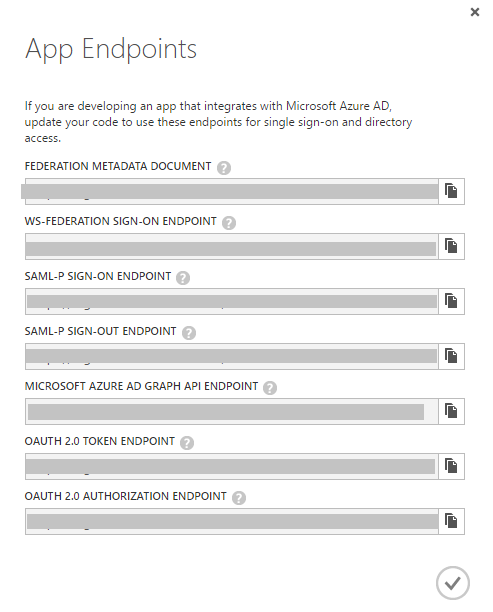 App Endpoints
If you are developing an app that integrates with Microsoft Azure AD,
update your code to use these endpoints for single sign-on and directory
access.
FEDERATION METADATA DOCUMENT ?
WS-FEDERATION SIGN-ON ENDPOINT ?
SAML-P SIGN-ON ENDPOINT ?
SAML-P SIGN-OUT ENDPOINT ?
MICROSOFT AZURE AD GRAPH API ENDPOINT ?
OAUTH 2.0 TOKEN ENDPOINT ?
OAUTH 2.0 AUTHORIZATION ENDPOINT ?